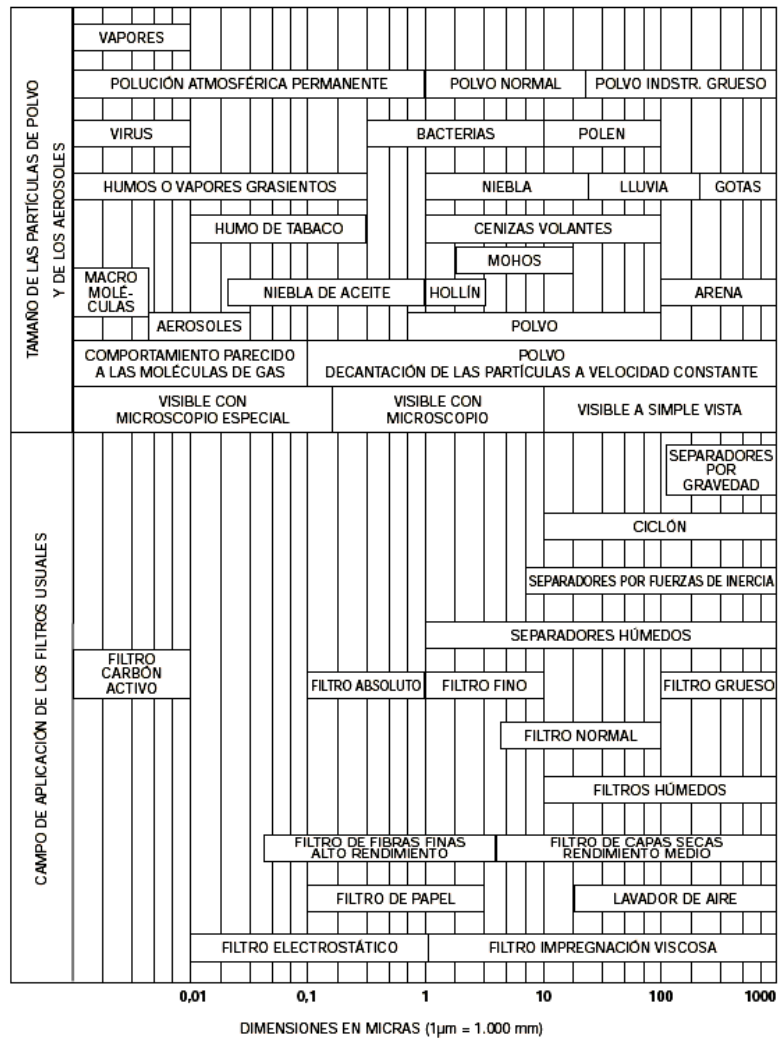 TAMAÑO DE LAS PARTÍCULAS DE POLVO
Y DE LOS AEROSOLES
VAPORES
POLUCIÓN ATMOSFÉRICA PERMANENTE
POLVO NORMAL
POLVO INDSTR. GRUESO
VIRUS
BACTERIAS
POLEN
HUMOS O VAPORES GRASIENTOS
NIEBLA
LLUVIA
GOTAS
HUMO DE TABACO
CENIZAS VOLANTES
MOHOS
MACRO
MOLÉ-
CULAS
NIEBLA DE ACEITE
HOLLÍN
ARENA
AEROSOLES
POLVO
COMPORTAMIENTO PARECIDO
A LAS MOLÉCULAS DE GAS
POLVO
DECANTACIÓN DE LAS PARTÍCULAS A VELOCIDAD CONSTANTE
VISIBLE CON
MICROSCOPIO ESPECIAL
VISIBLE CON
MICROSCOPIO
VISIBLE A SIMPLE VISTA
CAMPO DE APLICACIÓN DE LOS FILTROS USUALES
SEPARADORES
POR
GRAVEDAD
CICLÓN
SEPARADORES POR FUERZAS DE INERCIA
SEPARADORES HÚMEDOS
FILTRO
CARBÓN
ACTIVO
FILTRO ABSOLUTO
FILTRO FINO
FILTRO GRUESO
FILTRO NORMAL
FILTROS HÚMEDOS
FILTRO DE FIBRAS FINAS
ALTO RENDIMIENTO
FILTRO DE CAPAS SECAS
RENDIMIENTO MEDIO
FILTRO DE PAPEL
LAVADOR DE AIRE
FILTRO ELECTROSTÁTICO
FILTRO IMPREGNACIÓN VISCOSA
0,01 0,1 1 10 100 1000
DIMENSIONES EN MICRAS (1µm = 1.000 mm)